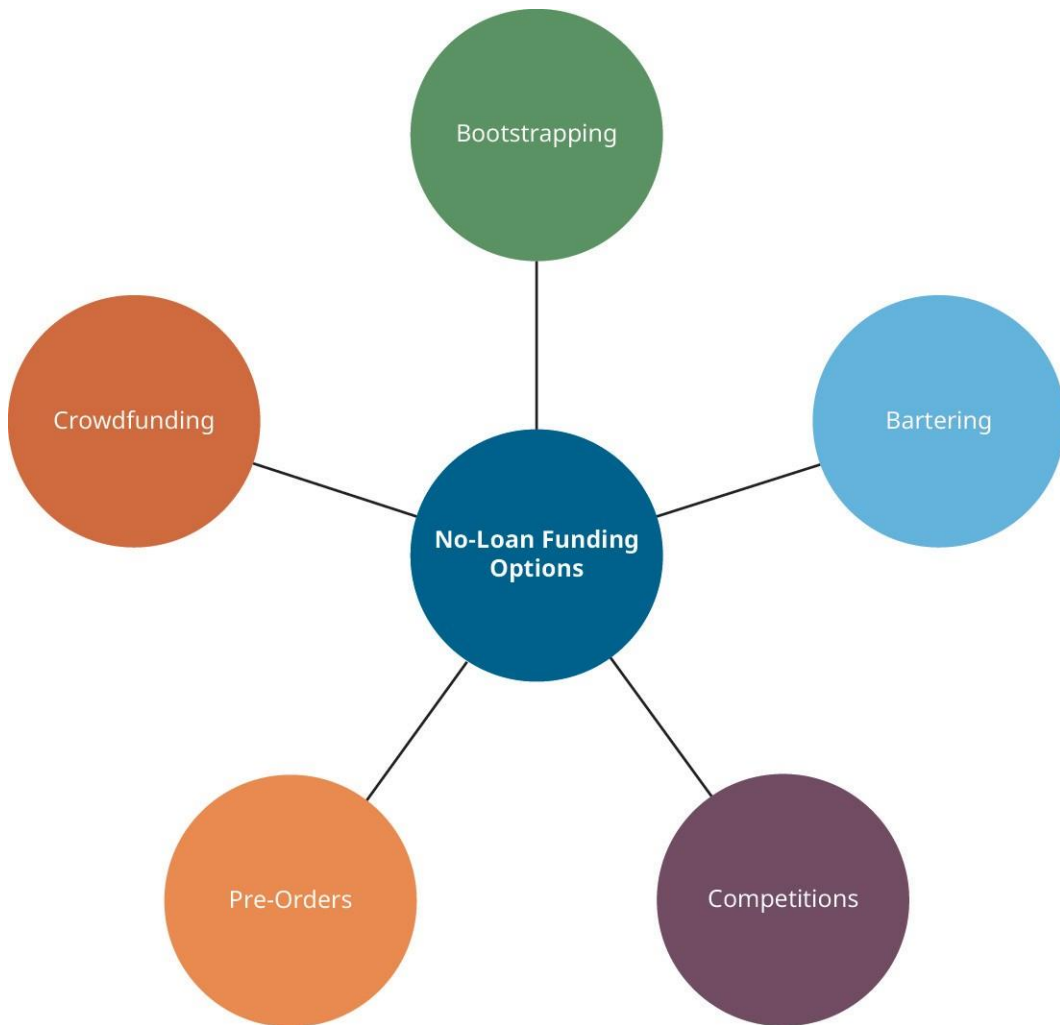 Bootstrapping
Crowdfunding
Bartering
No-Loan Funding
Options
Pre-Orders
Competitions